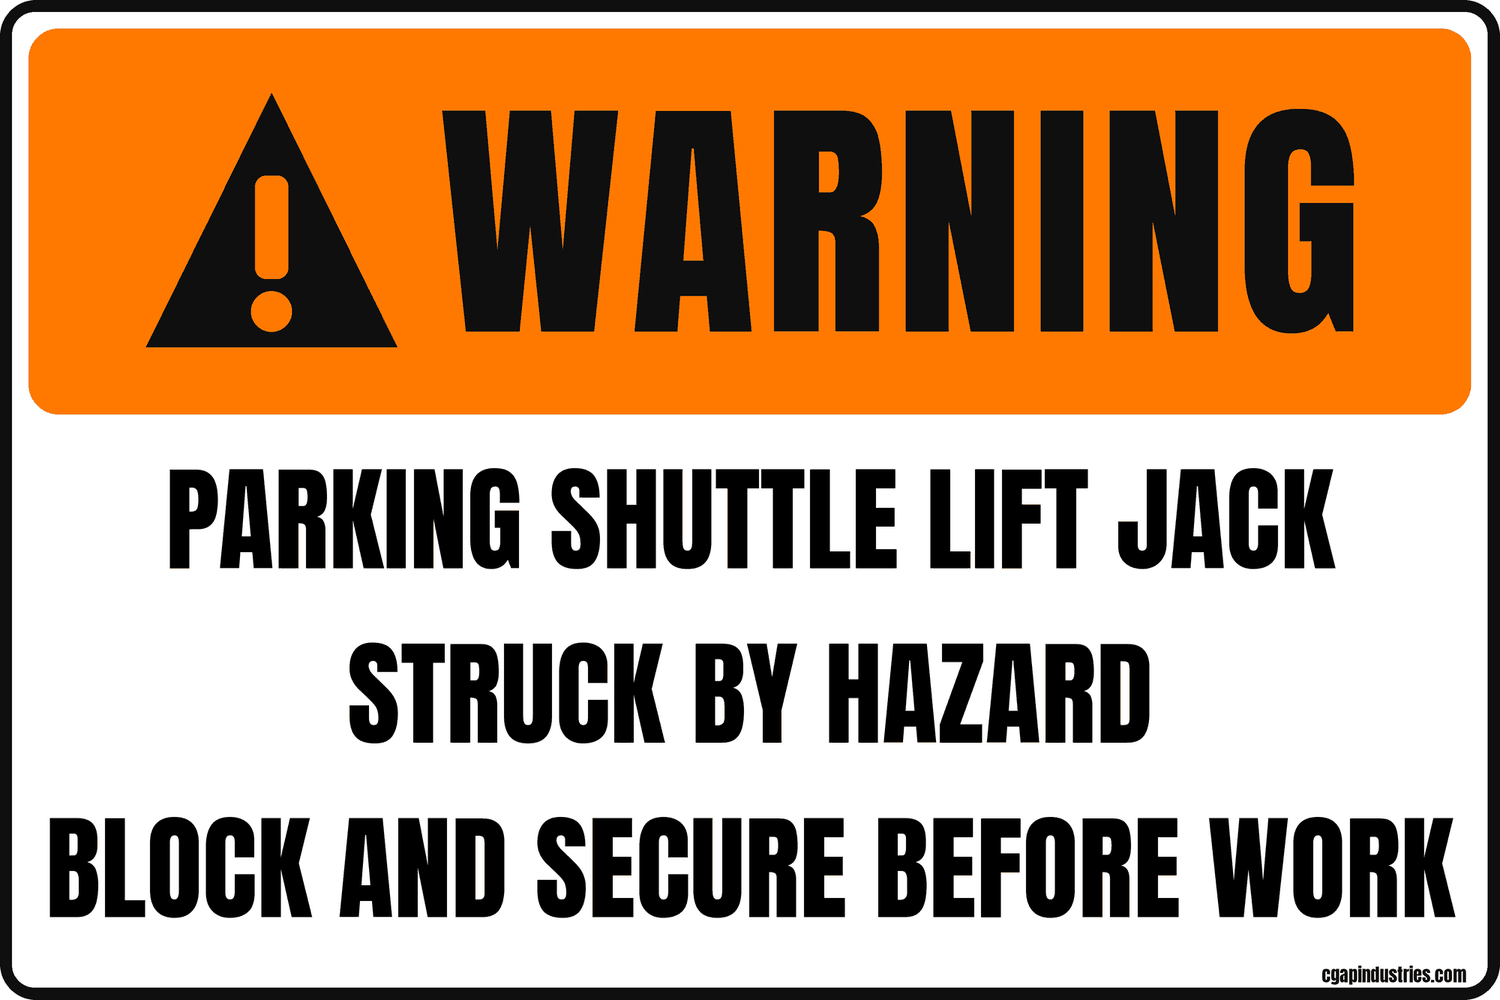 WARNING
PARKING SHUTTLE LIFT JACK
STRUCK BY HAZARD
BLOCK AND SECURE BEFORE WORK
cgapindustries.com